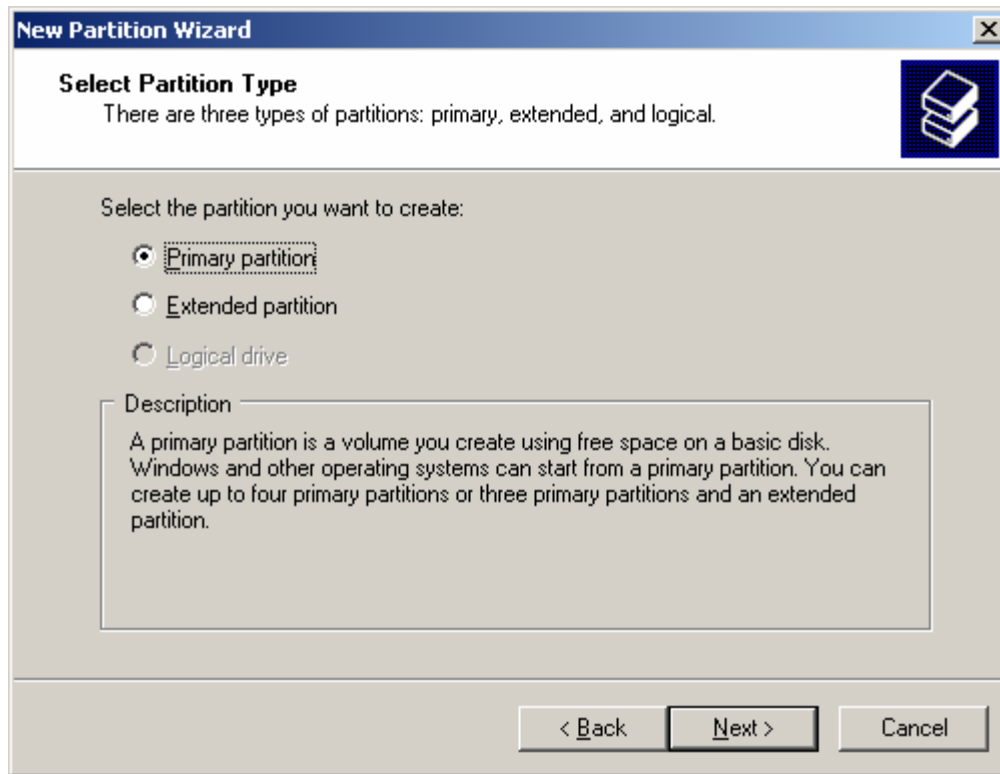 New Partition Wizard
Select Partition Type
There are three types of partitions: primary, extended, and logical.
Select the partition you want to create:
Primary partition
Extended partition
Logical drive
Description
A primary partition is a volume you create using free space on a basic disk.
Windows and other operating systems can start from a primary partition. You can
create up to four primary partitions or three primary partitions and an extended
partition.
< Back Next > Cancel